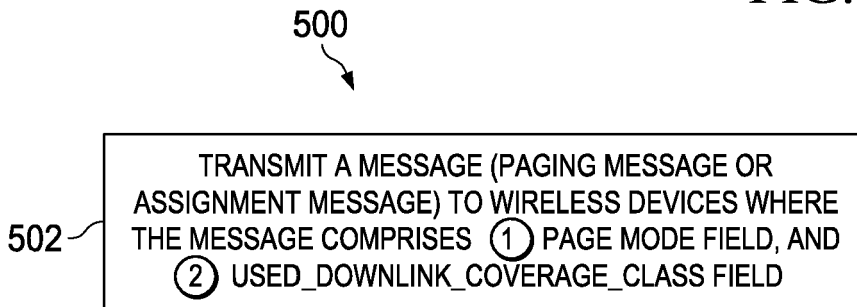 FIG.
500
TRANSMIT A MESSAGE (PAGING MESSAGE OR
ASSIGNMENT MESSAGE) TO WIRELESS DEVICES WHERE
502
THE MESSAGE COMPRISES ① PAGE MODE FIELD, AND
② USED_DOWNLINK_COVERAGE_CLASS FIELD